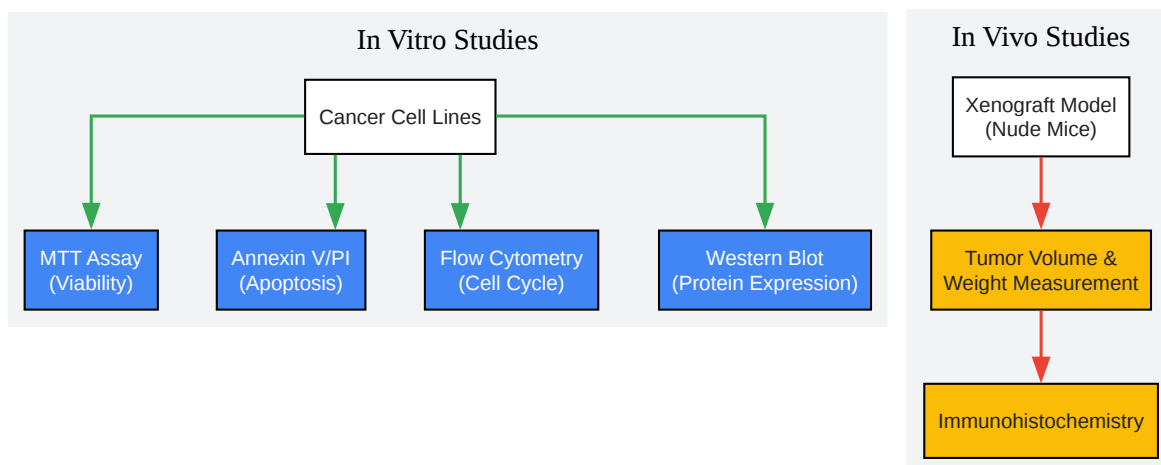 In Vitro Studies
Cancer Cell Lines
MTT Assay
(Viability)
Annexin V/PI
(Apoptosis)
Flow Cytometry
(Cell Cycle)
Western Blot
(Protein Expression)
In Vivo Studies
Xenograft Model
(Nude Mice)
Tumor Volume &
Weight Measurement
Immunohistochemistry